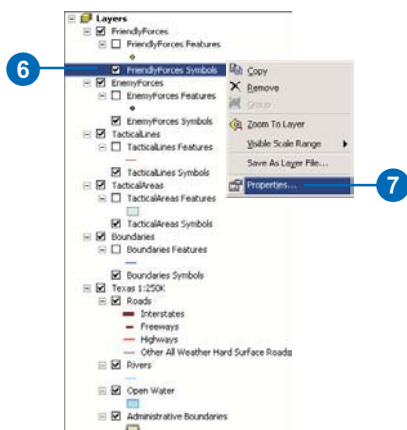 Layers
FriendlyForces
FriendlyForces Features
6
FriendlyForces Symbols
EnemyForces
EnemyForces Features
EnemyForces Symbols
TacticalLines
TacticalLines Features
TacticalLines Symbols
TacticalAreas
TacticalAreas Features
TacticalAreas Symbols
Boundaries
Boundaries Features
Boundaries Symbols
Texas 1:250K
Roads
Interstates
Freeways
Highways
Other All Weather Hard Surface Roads
Rivers
Open Water
Administrative Boundaries
Copy
Remove
Group
Zoom To Layer
Visible Scale Range
Save As Layer File...
Properties...
7